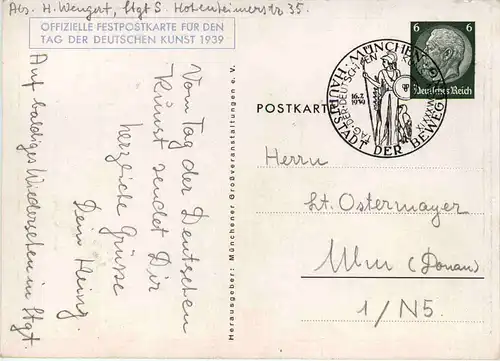 Abs. H. Wengert, Stgt S. Hohenheimerstr 35.
OFFIZIELLE FESTPOSTKARTE FÜR DEN
TAG DER DEUTSCHEN KUNST 1939
Vom Tag der Deutschen
Kunst sendet Dir
herzliche Grüsse
Dein Heinz.
Auf baldiges Wiedersehen in Stgt.
Herausgeber: Münchener Großveranstaltungen e. V.
POSTKARTE
MÜNCHEN
HAUPTSTADT DER BEWEGUNG
TAG·DER·DEUTSCHEN KUNST
16.7.
1939
6 6
Deutsches Reich
Herrn
Lt. Ostermayer
Ulm (Donau)
1/N5.